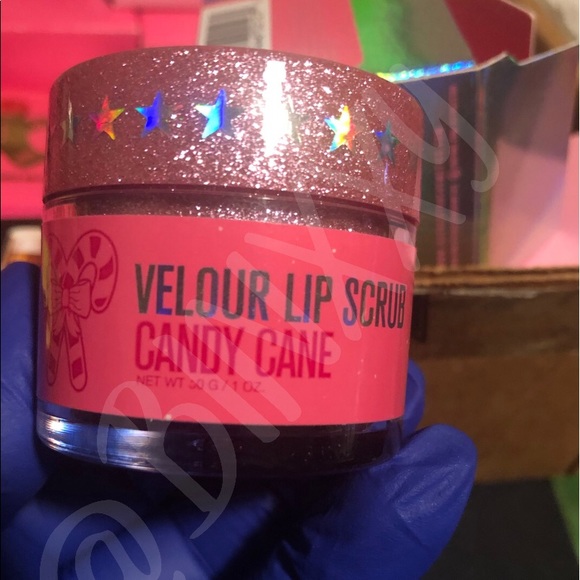 VELOUR LIP SCRUB
CANDY CANE
NET WT 30 G / 1 OZ.